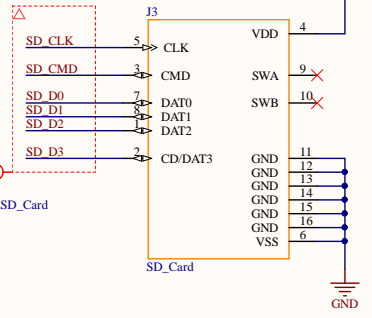 J3
VDD 4
SD_CLK 5 CLK
SD_CMD 3 CMD
SWA 9
SD_D0 7 DAT0
SWB 10
SD_D1 8 DAT1
SD_D2 1 DAT2
SD_D3 2 CD/DAT3
GND 11
GND 12
GND 13
GND 14
GND 15
GND 16
VSS 6
SD_Card
SD_Card
GND